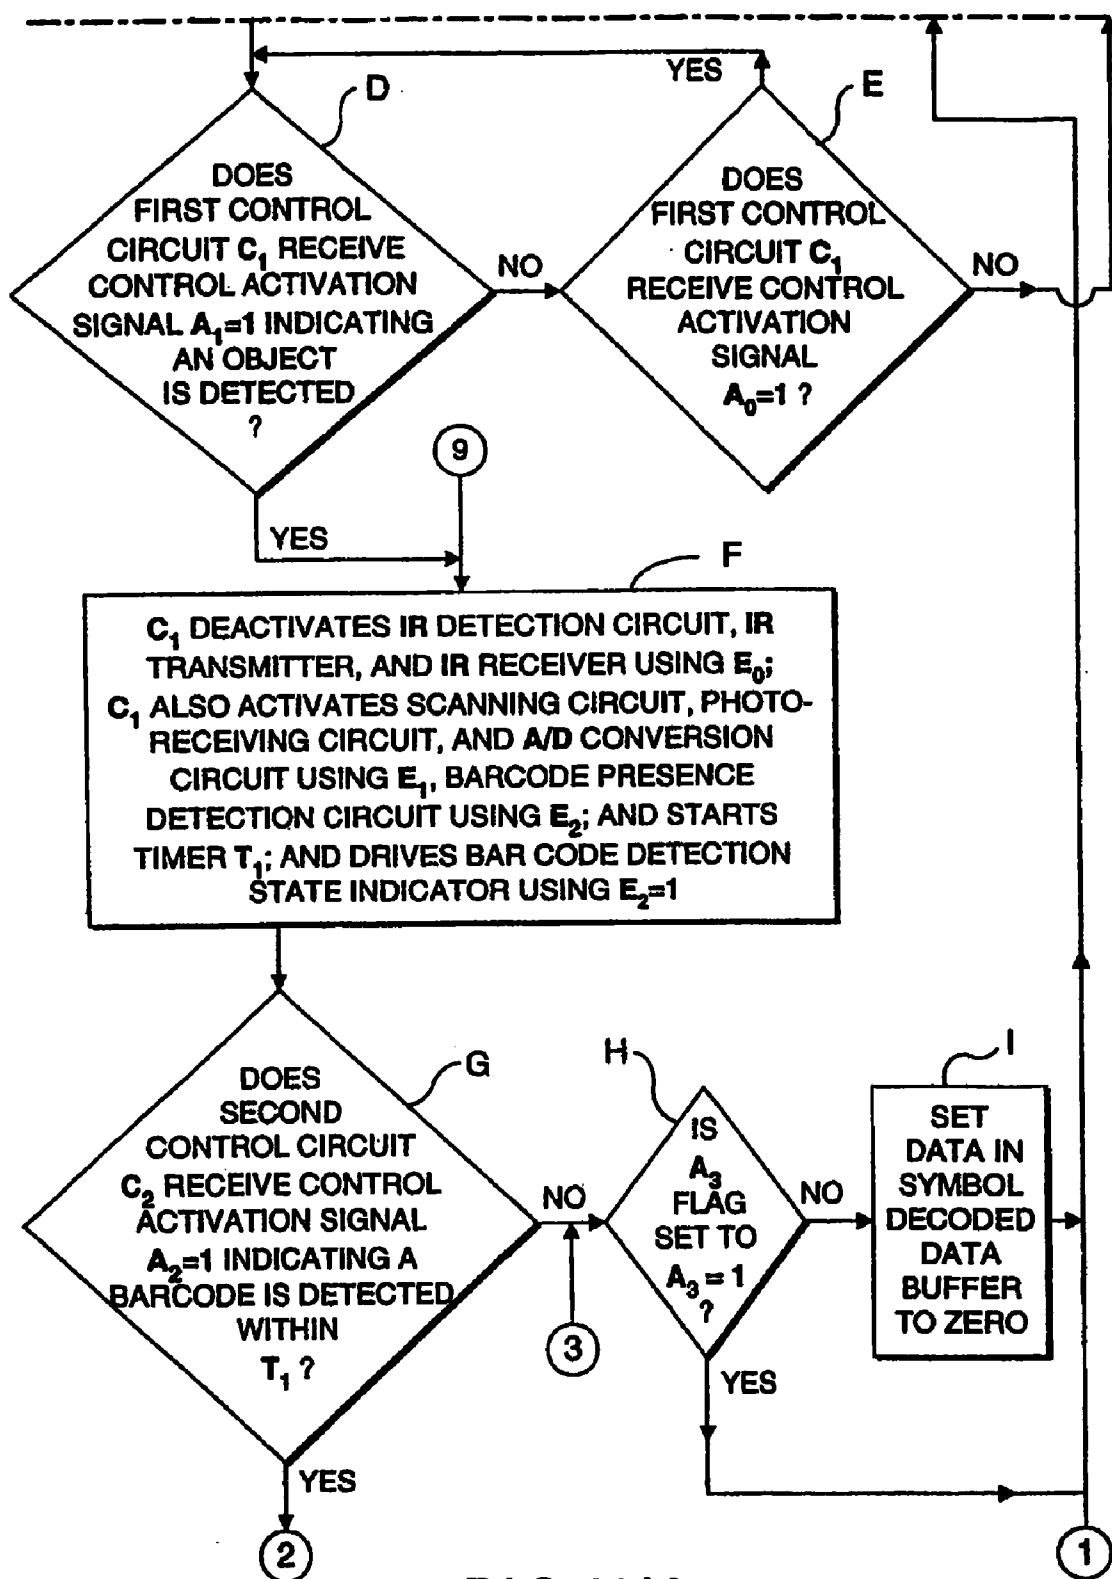 YES
D
E
DOES
FIRST CONTROL
CIRCUIT C₁ RECEIVE
CONTROL ACTIVATION
SIGNAL A₁=1 INDICATING
AN OBJECT
IS DETECTED
?
NO
DOES
FIRST CONTROL
CIRCUIT C₁
RECEIVE CONTROL
ACTIVATION
SIGNAL
A₀=1 ?
NO
9
YES
F
C₁ DEACTIVATES IR DETECTION CIRCUIT, IR
TRANSMITTER, AND IR RECEIVER USING E₀;
C₁ ALSO ACTIVATES SCANNING CIRCUIT, PHOTO-
RECEIVING CIRCUIT, AND A/D CONVERSION
CIRCUIT USING E₁, BARCODE PRESENCE
DETECTION CIRCUIT USING E₂; AND STARTS
TIMER T₁; AND DRIVES BAR CODE DETECTION
STATE INDICATOR USING E₂=1
G
DOES
SECOND
CONTROL CIRCUIT
C₂ RECEIVE CONTROL
ACTIVATION SIGNAL
A₂=1 INDICATING A
BARCODE IS DETECTED
WITHIN
T₁ ?
NO
3
H
IS
A₃
FLAG
SET TO
A₃ = 1
?
NO
I
SET
DATA IN
SYMBOL
DECODED
DATA
BUFFER
TO ZERO
YES
YES
2
1